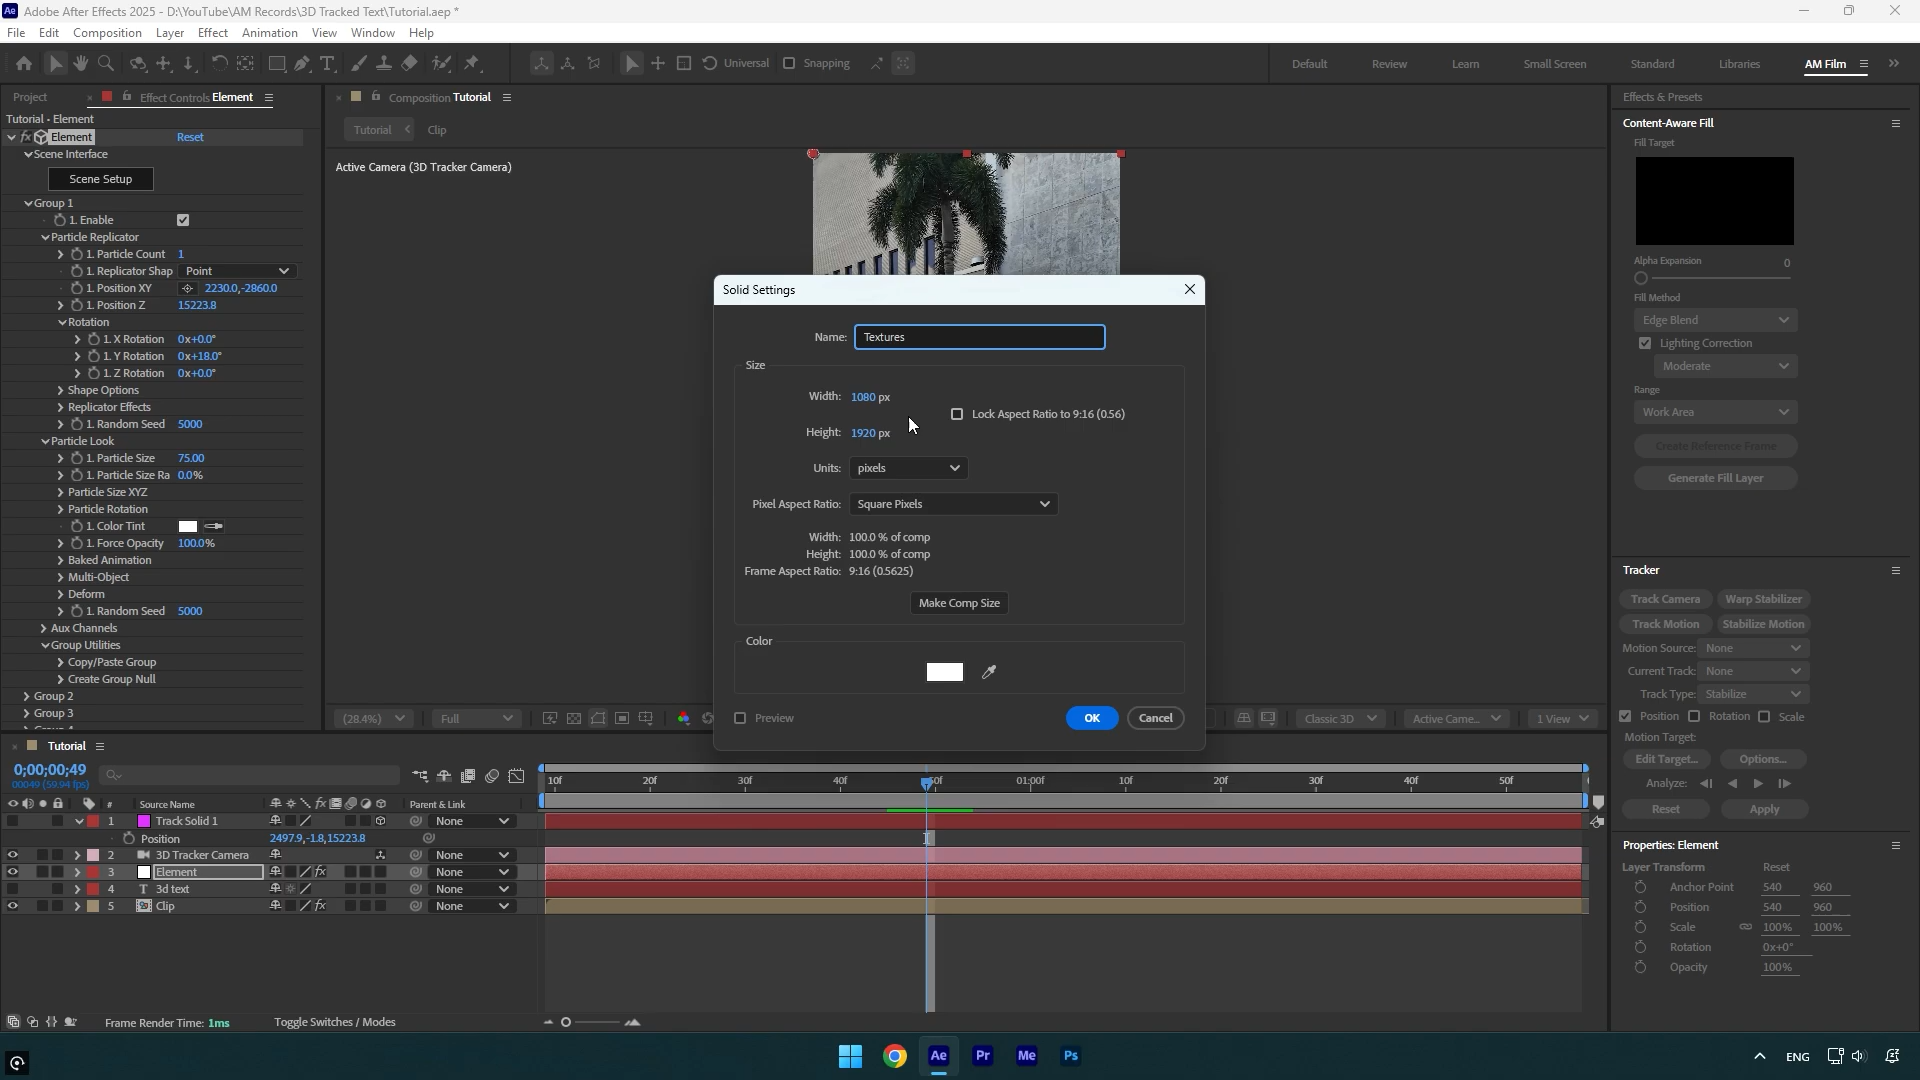 Adobe After Effects 2025 - D:\YouTube\AM Records\3D Tracked Text\Tutorial.aep *
File Edit Composition Layer Effect Animation View Window Help
Universal Snapping Default Review Learn Small Screen Standard Libraries AM Film
Project Effect Controls Element
Tutorial • Element
fx Element Reset
Scene Interface
Scene Setup
Group 1
1. Enable
Particle Replicator
1. Particle Count 1
1. Replicator Shap Point
1. Position XY 2230.0,-2860.0
1. Position Z 15223.8
Rotation
1. X Rotation 0x+0.0°
1. Y Rotation 0x+18.0°
1. Z Rotation 0x+0.0°
Shape Options
Replicator Effects
1. Random Seed 5000
Particle Look
1. Particle Size 75.00
1. Particle Size Ra 0.0%
Particle Size XYZ
Particle Rotation
1. Color Tint
1. Force Opacity 100.0%
Baked Animation
Multi-Object
Deform
1. Random Seed 5000
Aux Channels
Group Utilities
Copy/Paste Group
Create Group Null
Group 2
Group 3
Composition Tutorial
Tutorial Clip
Active Camera (3D Tracker Camera)
Solid Settings
Name: Textures
Size
Width: 1080 px
Lock Aspect Ratio to 9:16 (0.56)
Height: 1920 px
Units: pixels
Pixel Aspect Ratio: Square Pixels
Width: 100.0 % of comp
Height: 100.0 % of comp
Frame Aspect Ratio: 9:16 (0.5625)
Make Comp Size
Color
Preview OK Cancel
(28.4%) Full Classic 3D Active Came... 1 View
Effects & Presets
Content-Aware Fill
Fill Target
Alpha Expansion 0
Fill Method
Edge Blend
Lighting Correction
Moderate
Range
Work Area
Create Reference Frame
Generate Fill Layer
Tracker
Track Camera Warp Stabilizer
Track Motion Stabilize Motion
Motion Source: None
Current Track: None
Track Type: Stabilize
Position Rotation Scale
Motion Target:
Edit Target... Options...
Analyze:
Reset Apply
Properties: Element
Layer Transform Reset
Anchor Point 540 960
Position 540 960
Scale 100% 100%
Rotation 0x+0°
Opacity 100%
Tutorial
0;00;00;49
00049 (59.94 fps)
10f 20f 30f 40f 50f 01:00f 10f 20f 30f 40f 50f
# Source Name fx Parent & Link
1 Track Solid 1 None
Position 2497.9,-1.8,15223.8
2 3D Tracker Camera None
3 Element fx None
4 T 3d text None
5 Clip fx None
Frame Render Time: 1ms Toggle Switches / Modes
Ae Pr Me Ps
ENG